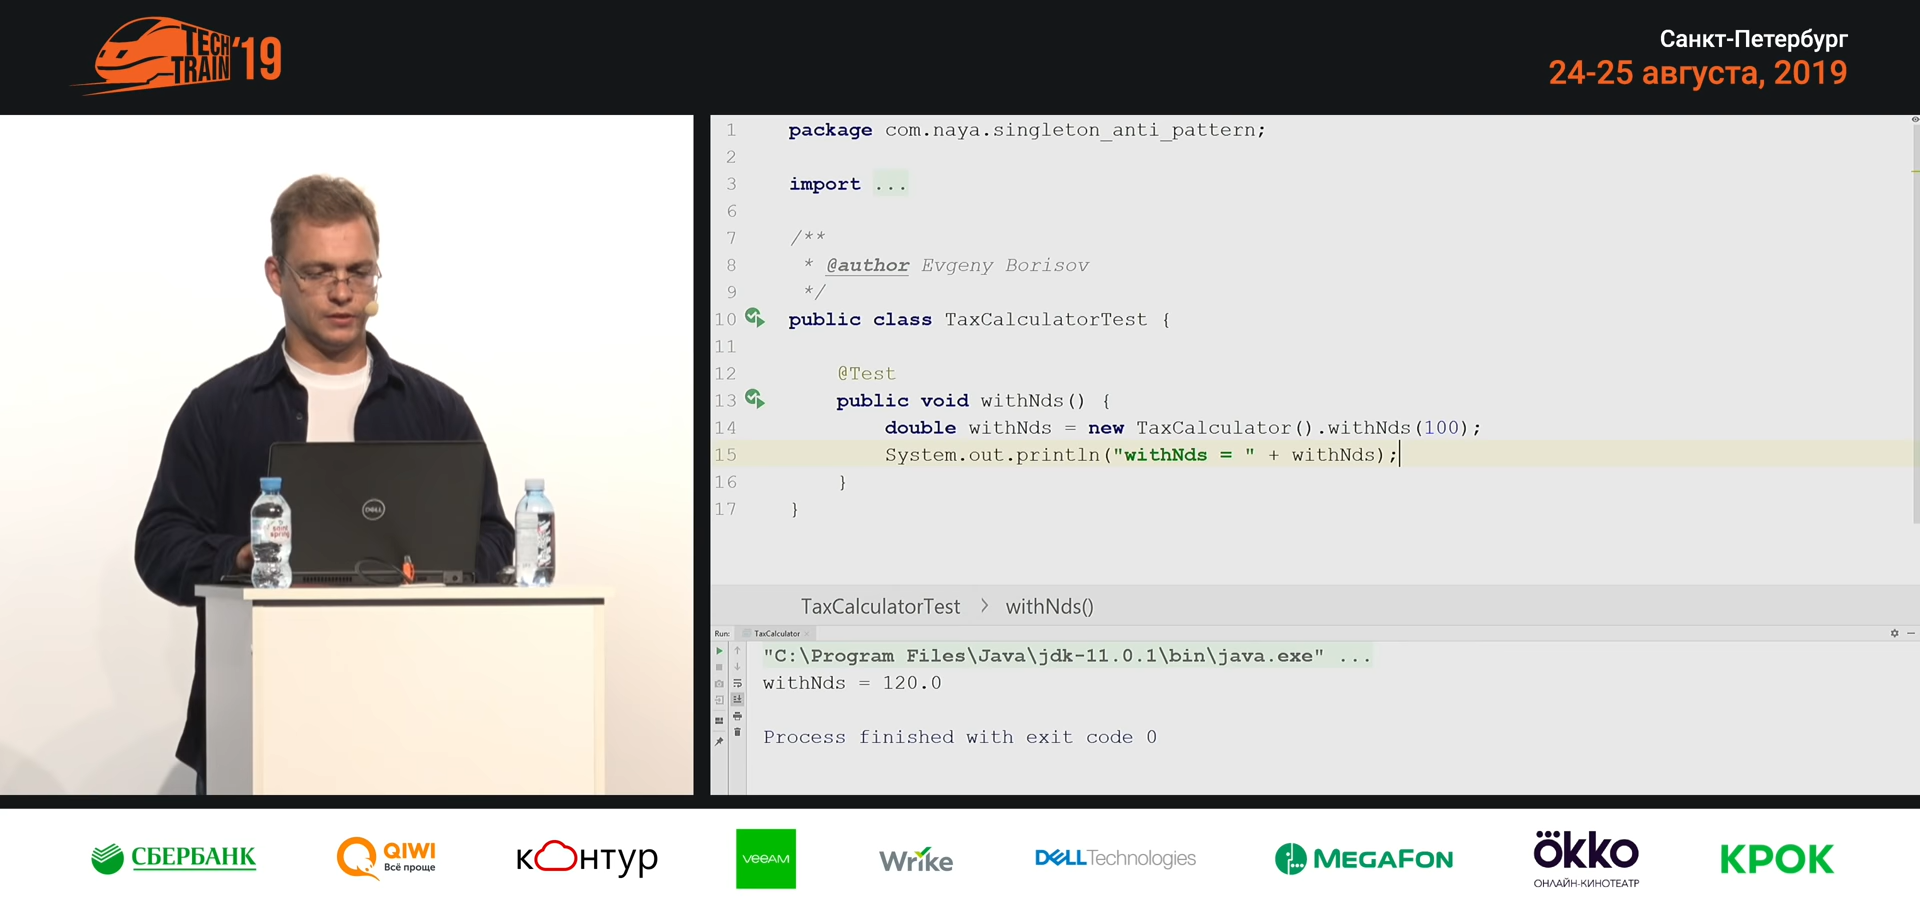 TECH
TRAIN '19
Санкт-Петербург
24-25 августа, 2019
1 package com.naya.singleton_anti_pattern;
2
3 import ...
6
7 /**
8 * @author Evgeny Borisov
9 */
10 public class TaxCalculatorTest {
11
12 @Test
13 public void withNds() {
14 double withNds = new TaxCalculator().withNds(100);
15 System.out.println("withNds = " + withNds);
16 }
17 }
TaxCalculatorTest > withNds()
Run: TaxCalculator
"C:\Program Files\Java\jdk-11.0.1\bin\java.exe" ...
withNds = 120.0
Process finished with exit code 0
DELL
СБЕРБАНК
QIWI
Всё проще
контур
veeAM
Wrike
DELLTechnologies
MEGAFON
ökko
ОНЛАЙН-КИНОТЕАТР
КРОК